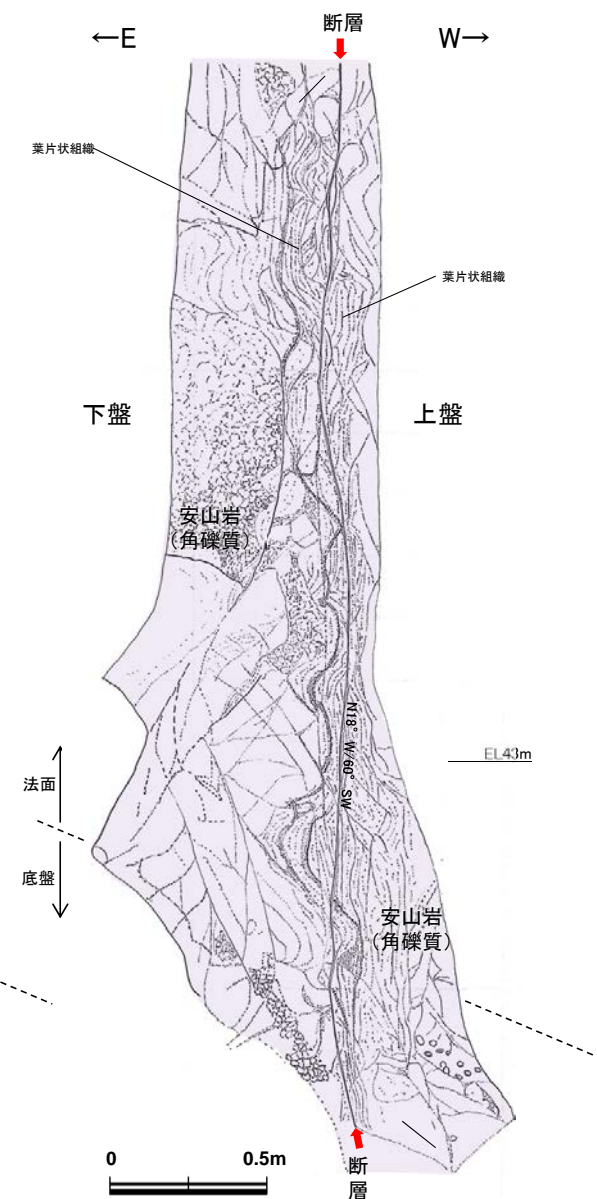 断層
←E
W→
葉片状組織
葉片状組織
下盤
上盤
安山岩
（角礫質）
N18° W/60° SW
EL43m
法面
底盤
安山岩
（角礫質）
0 0.5m
断
層